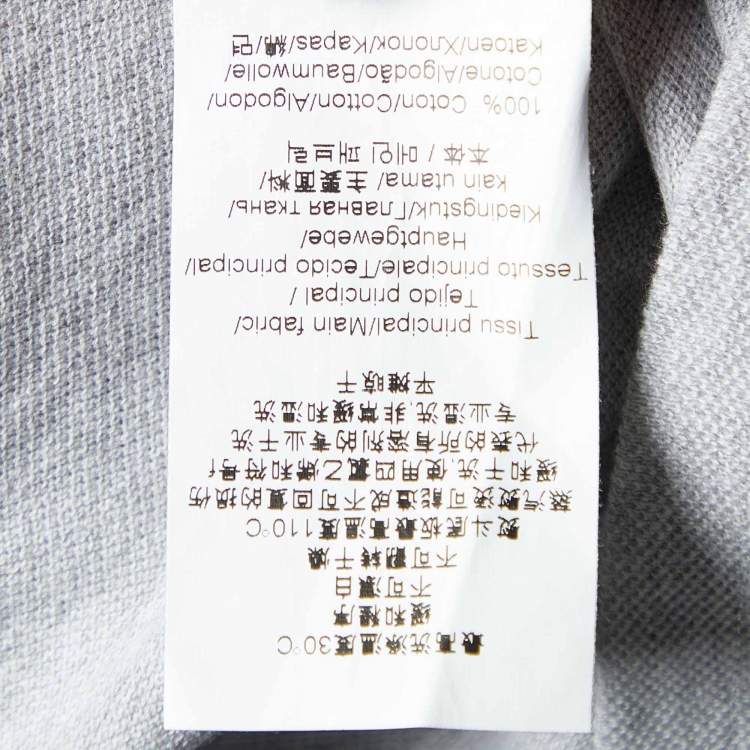 最高洗涤温度30°C
缓和程序
不可漂白
不可翻转干燥
熨斗底板最高温度110°C
蒸汽熨烫可能造成不可回置的损伤
缓和干洗.使用四氯乙烯和符号f
代表的所有溶剂的专业干洗
专业湿洗.非常缓和湿洗
平摊晾干
Tissu principal/Main fabric/
Tejido principal /
Tessuto principale/Tecido principal/
Hauptgewebe/
Kledingstuk/Главная ткань/
kain utama/ 主要面料/
本体 / 메인 패브릭
100% Coton/Cotton/Algodon/
Cotone/Algodão/Baumwolle/
Katoen/Хлопок/Kapas/綿/면